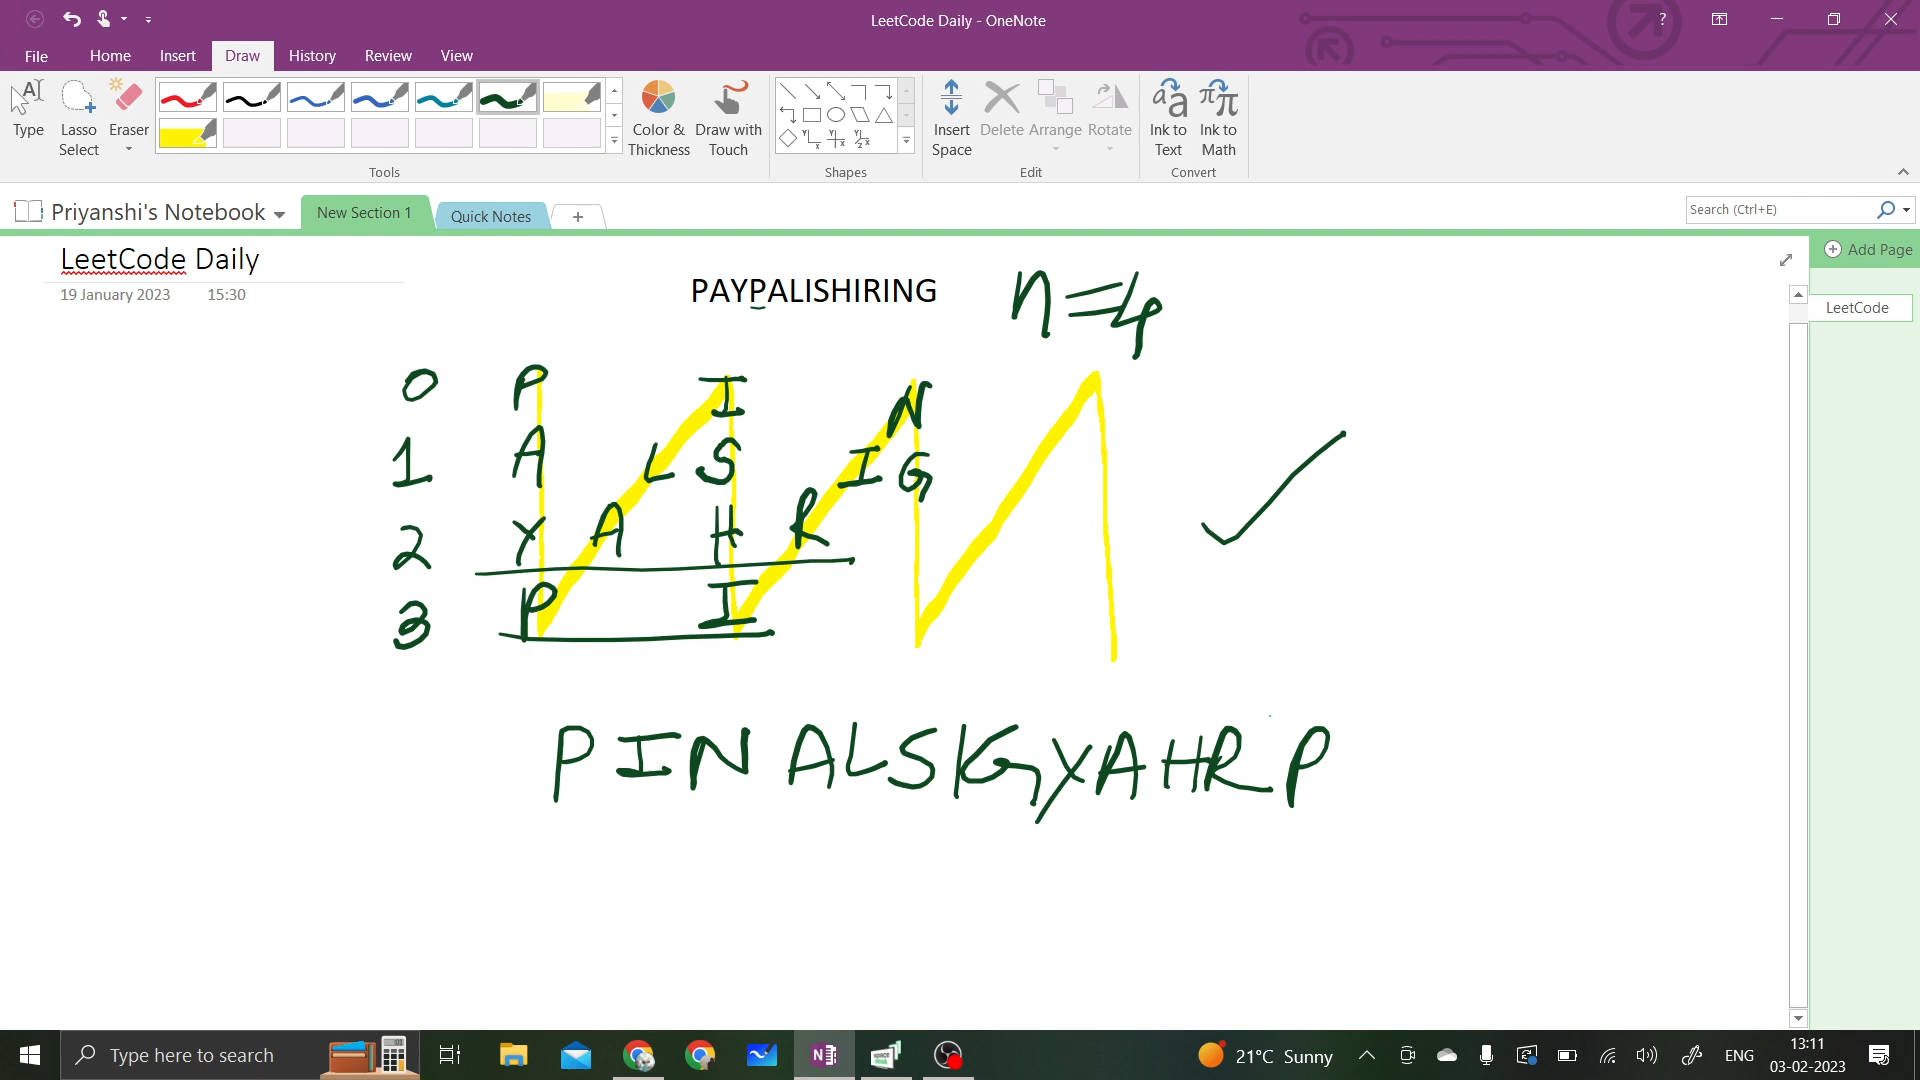 LeetCode Daily - OneNote
?
File Home Insert Draw History Review View
Type
Lasso Select
Eraser
Color & Thickness
Draw with Touch
Insert Space
Delete
Arrange
Rotate
Ink to Text
Ink to Math
Tools
Shapes
Edit
Convert
Priyanshi's Notebook
New Section 1
Quick Notes
+
Search (Ctrl+E)
LeetCode Daily
19 January 2023 15:30
Add Page
LeetCode
PAYPALISHIRING n=4
0 P I N
1 A L S I G
2 Y A H R
3 P I
PINALSIGYAHRP
Type here to search
21°C Sunny
ENG
13:11
03-02-2023